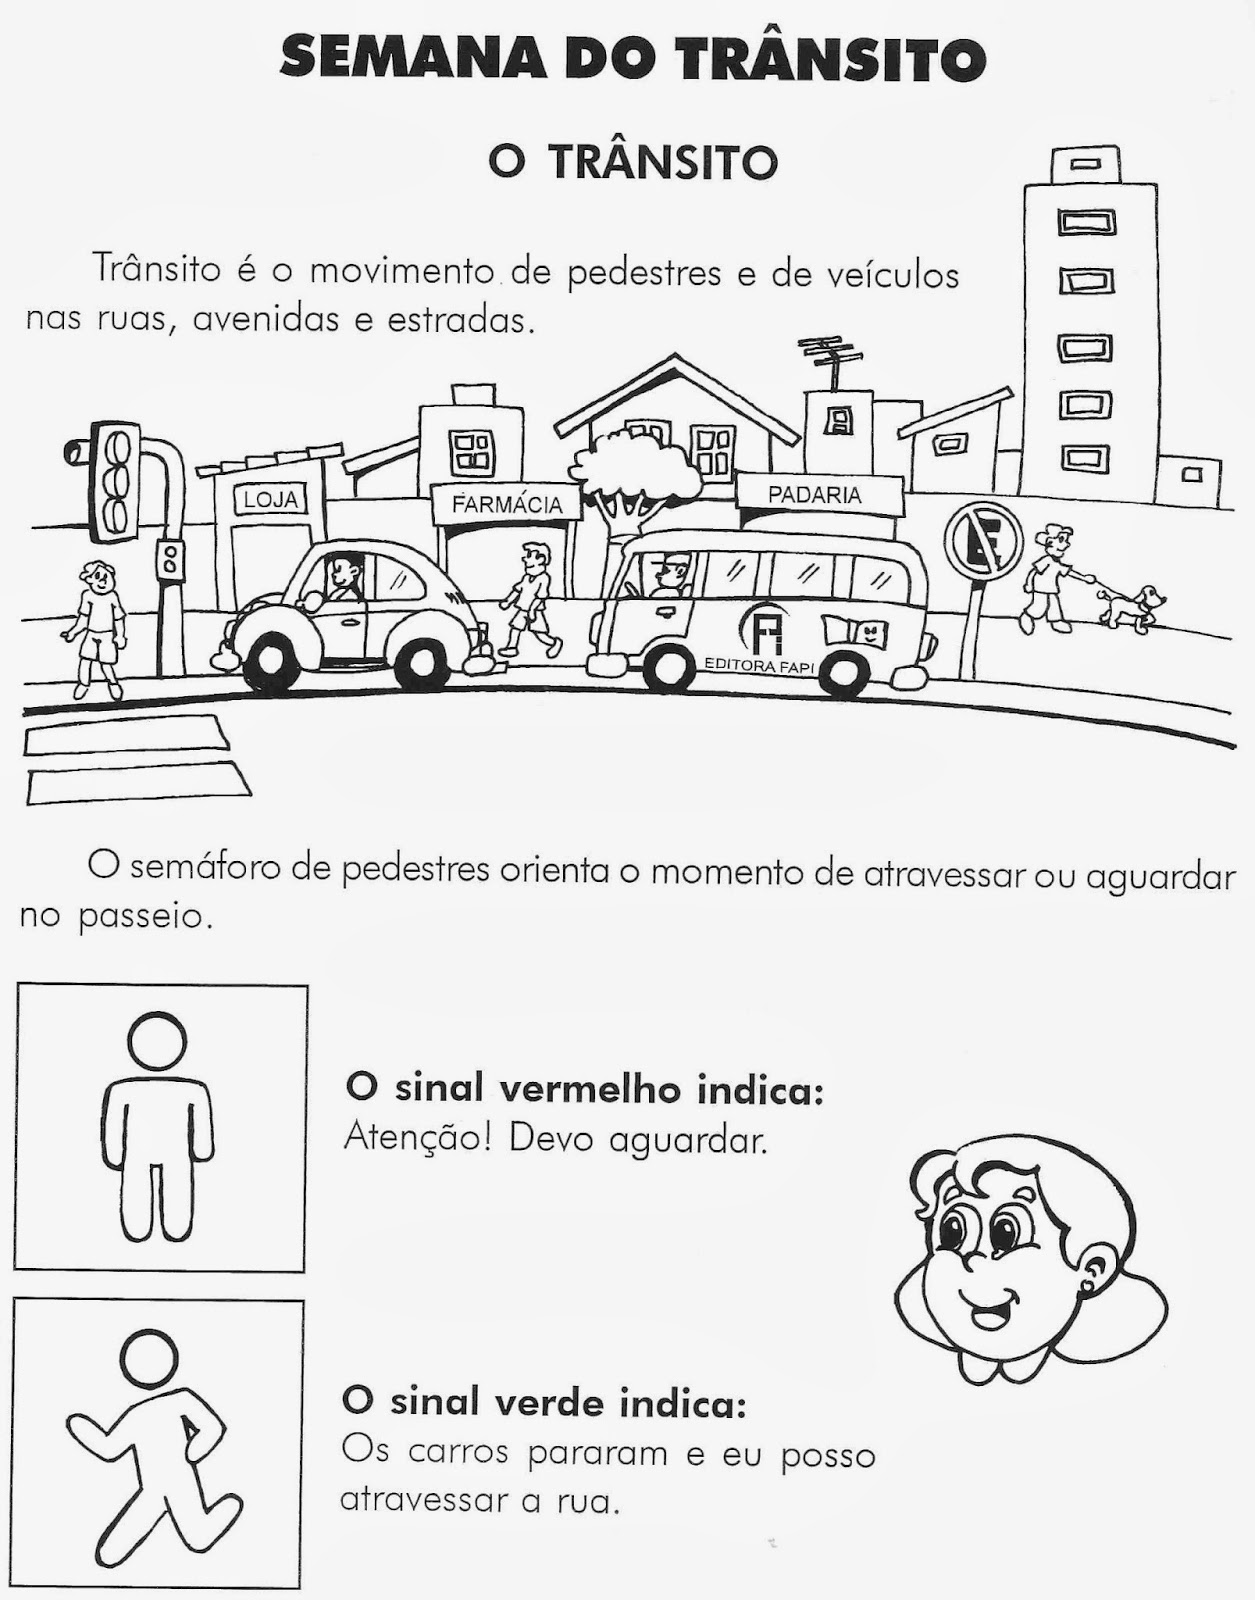 SEMANA DO TRÂNSITO
O TRÂNSITO
Trânsito é o movimento de pedestres e de veículos
nas ruas, avenidas e estradas.
LOJA
FARMÁCIA
PADARIA
E
FA
EDITORA FAPI
O semáforo de pedestres orienta o momento de atravessar ou aguardar
no passeio.
O sinal vermelho indica:
Atenção! Devo aguardar.
O sinal verde indica:
Os carros pararam e eu posso
atravessar a rua.